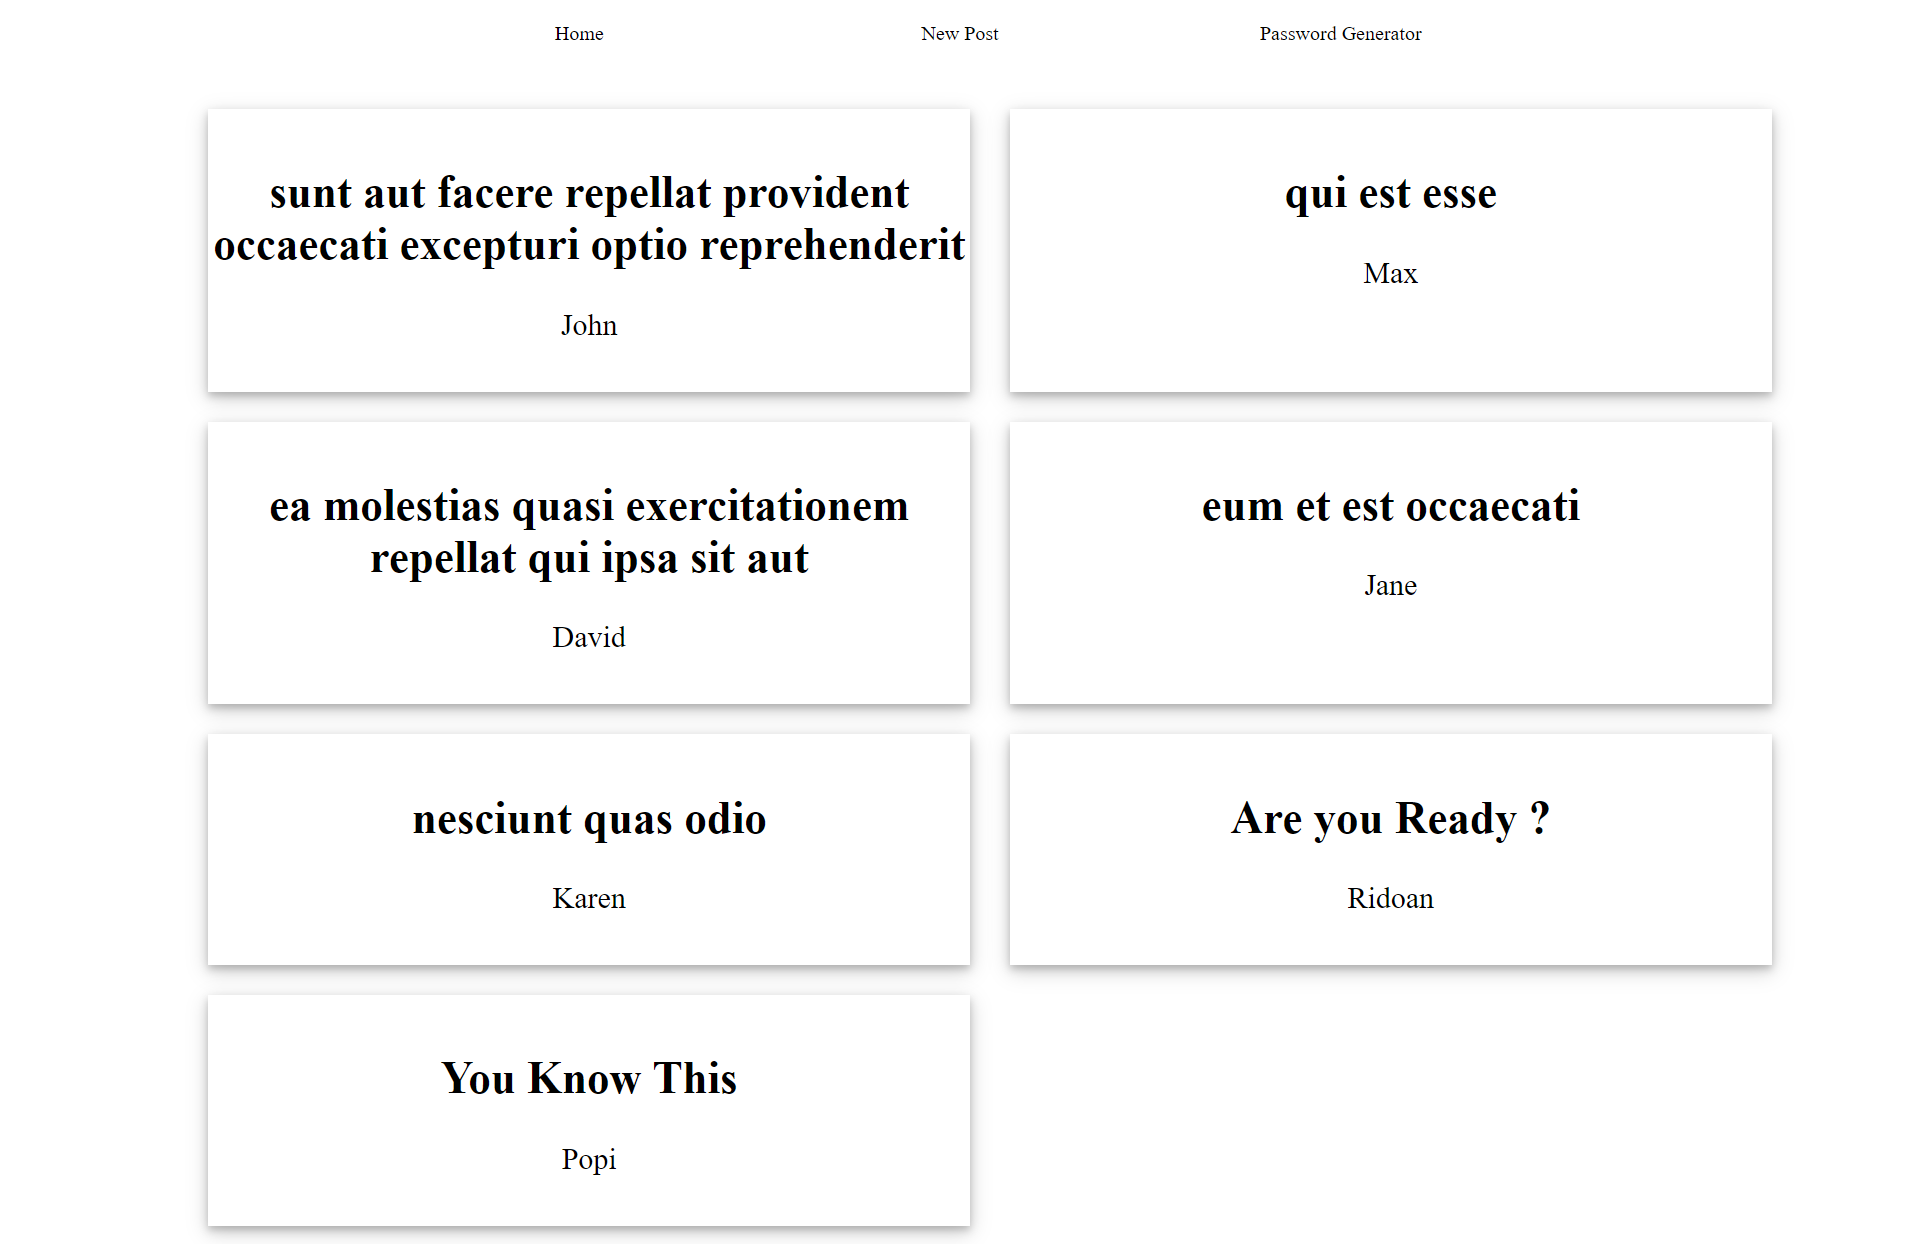 Home
New Post
Password Generator
sunt aut facere repellat provident
occaecati excepturi optio reprehenderit
John
qui est esse
Max
ea molestias quasi exercitationem
repellat qui ipsa sit aut
David
eum et est occaecati
Jane
nesciunt quas odio
Karen
Are you Ready ?
Ridoan
You Know This
Popi